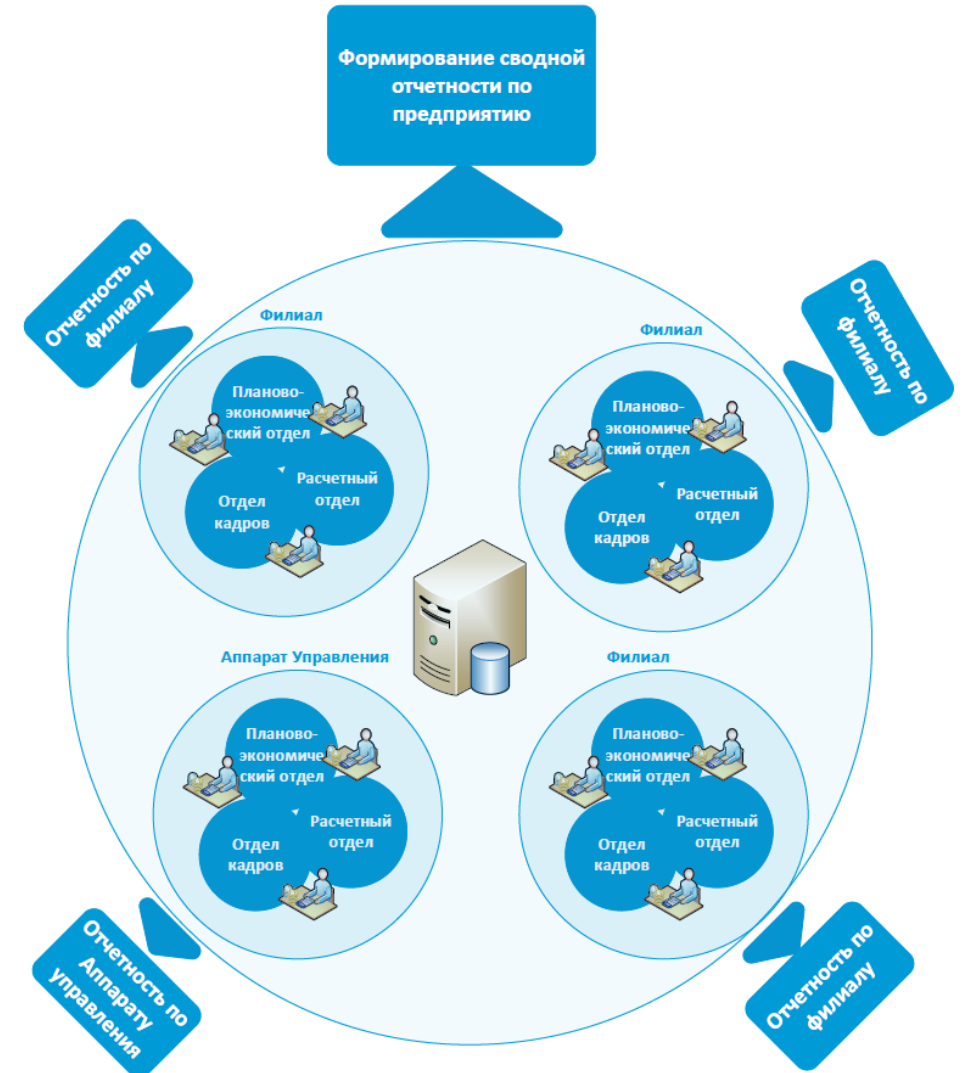 Формирование сводной
отчетности по
предприятию
Отчетность по
филалу
Отчетность по
филиалу
Филиал
Планово-
экономиче
ский отдел
Расчетный
отдел
Отдел
кадров
Филиал
Планово-
экономиче
ский отдел
Расчетный
отдел
Отдел
кадров
Аппарат Управления
Планово-
экономиче
ский отдел
Расчетный
отдел
Отдел
кадров
Филиал
Планово-
экономиче
ский отдел
Расчетный
отдел
Отдел
кадров
Отчетность по
Аппарату
управления
Отчетность по
филиалу